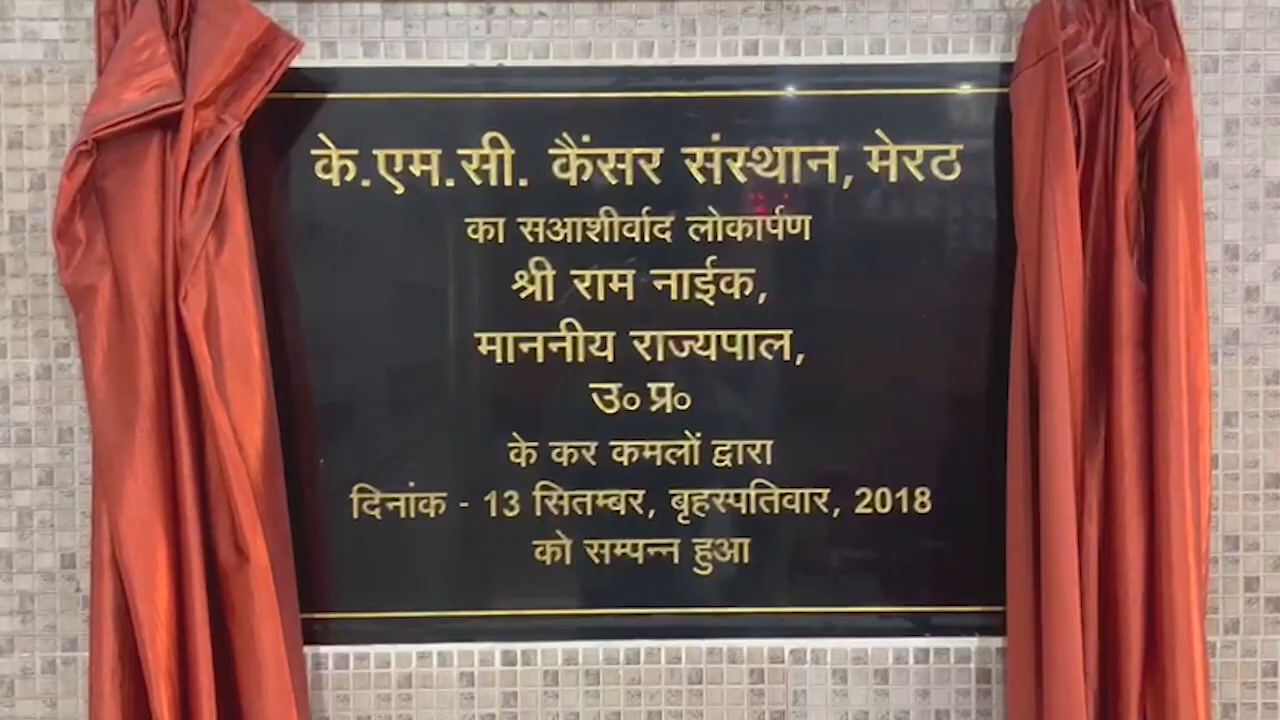 के.एम.सी. कैंसर संस्थान, मेरठ
का सआशीर्वाद लोकार्पण
श्री राम नाईक,
माननीय राज्यपाल,
उ० प्र०
के कर कमलों द्वारा
दिनांक - 13 सितम्बर, बृहस्पतिवार, 2018
को सम्पन्न हुआ